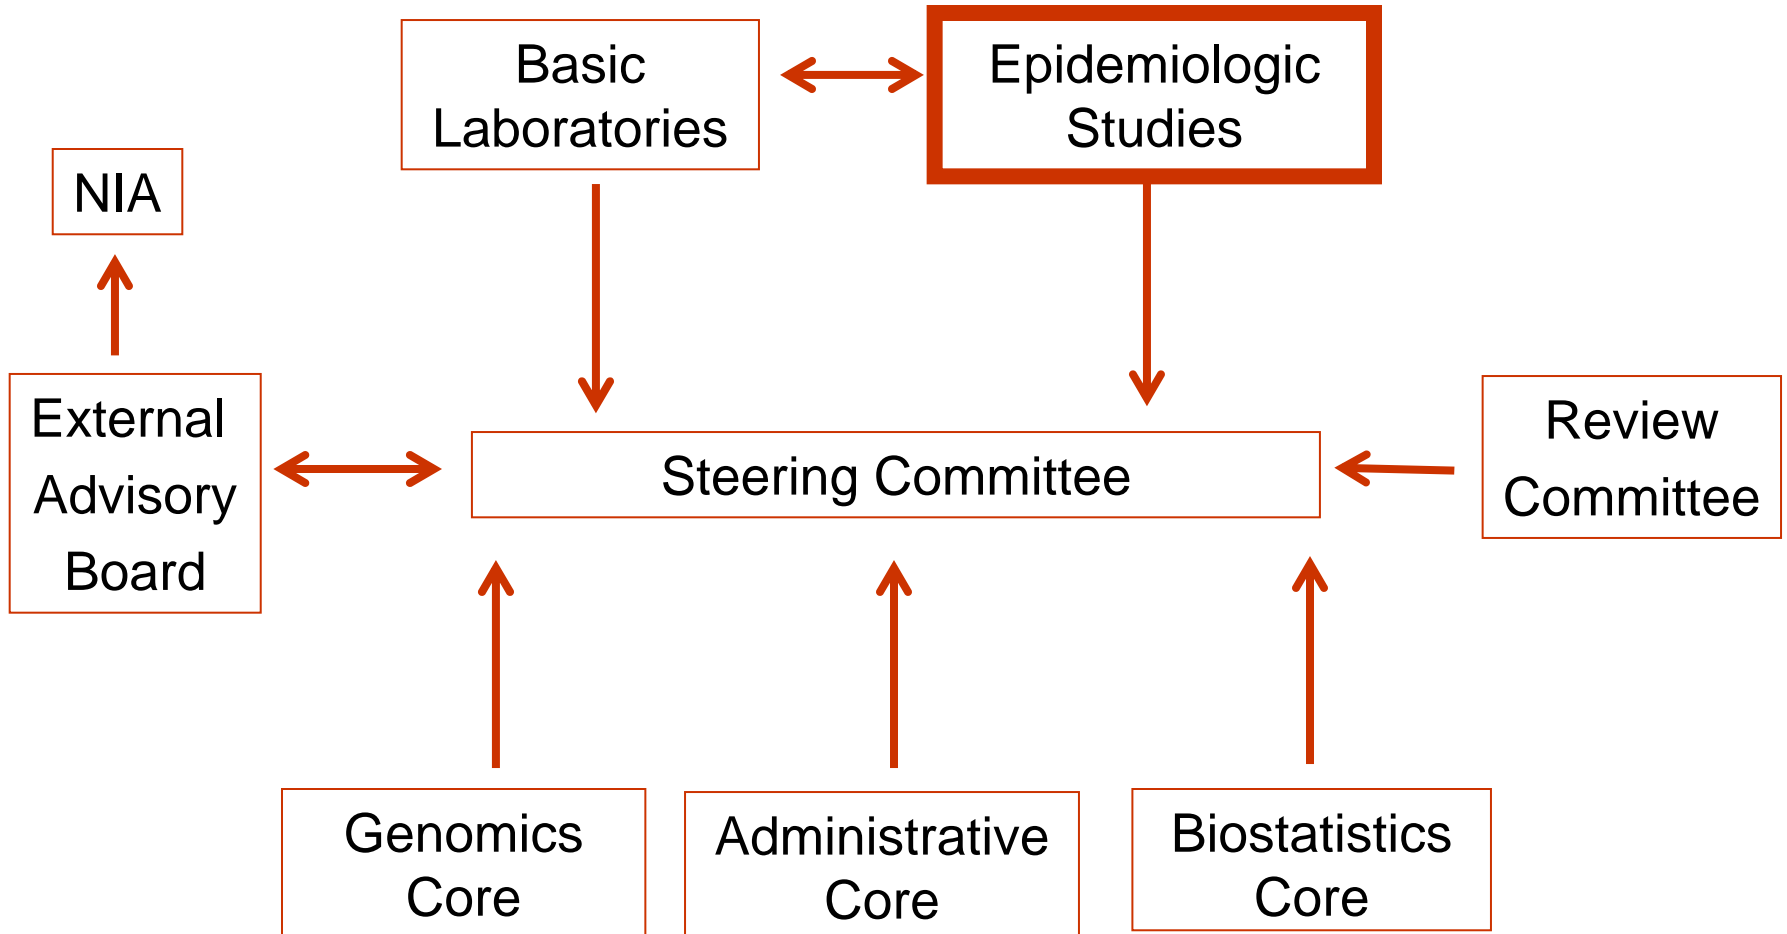 Basic
Laboratories
Epidemiologic
Studies
NIA
External
Advisory
Board
Steering Committee
Review
Committee
Genomics
Core
Administrative
Core
Biostatistics
Core